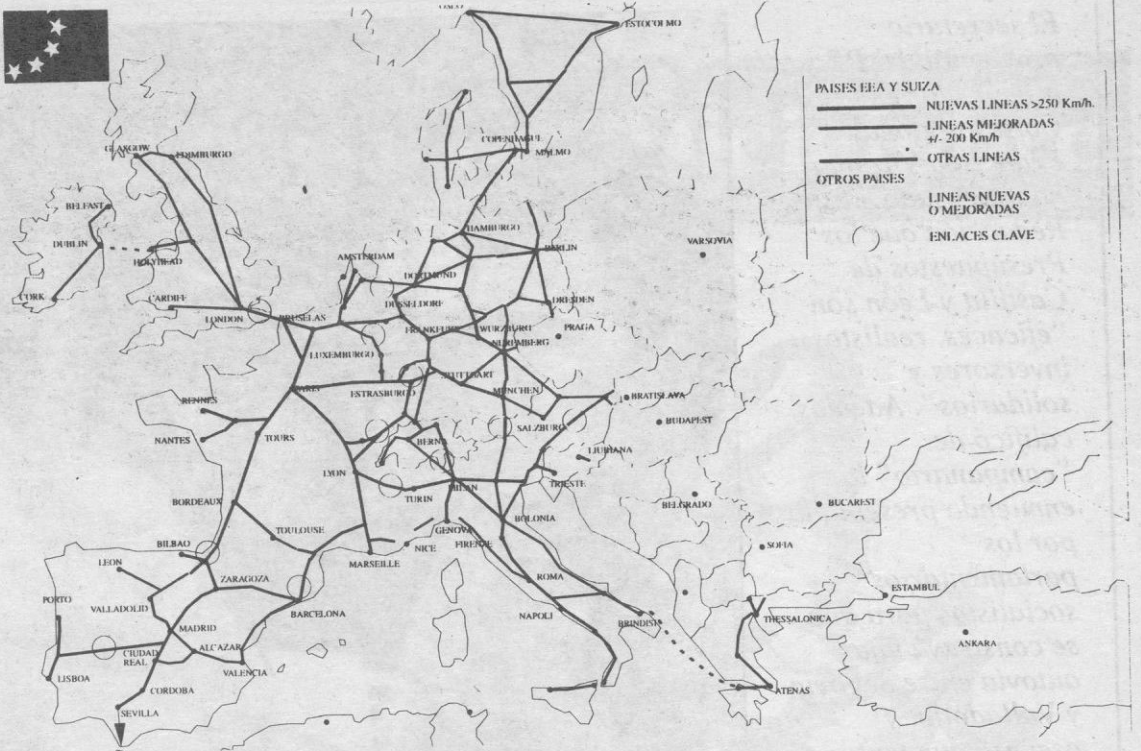 ESTOCOLMO
PAISES EEA Y SUIZA
NUEVAS LINEAS >250 Km/h.
LINEAS MEJORADAS
+/- 200 Km/h
OTRAS LINEAS
OTROS PAISES
LINEAS NUEVAS
O MEJORADAS
ENLACES CLAVE
COPENHAGUE
MALMO
GLASGOW
EDIMBURGO
BELFAST
DUBLIN
HOLYHEAD
CORK
CARDIFF
LONDON
HAMBURGO
BERLIN
VARSOVIA
AMSTERDAM
DORTMUND
DUSSELDORF
DRESDEN
BRUSELAS
FRANKFURT
WURZBURG
PRAGA
NUREMBERG
LUXEMBURGO
STUTTGART
PARIS
ESTRASBURGO
MUNCHEN
BRATISLAVA
RENNES
SALZBURG
BUDAPEST
NANTES
TOURS
BERNA
LJUBJANA
LYON
TURIN
MILAN
TRIESTE
BORDEAUX
BELGRADO
BUCAREST
TOULOUSE
BOLONIA
GENOVA
BILBAO
NICE
FIRENZE
SOFIA
LEON
MARSEILLE
ZARAGOZA
ROMA
ESTAMBUL
PORTO
VALLADOLID
BARCELONA
NAPOLI
BRINDISI
THESSALONICA
MADRID
ANKARA
CIUDAD
REAL
ALCAZAR
VALENCIA
LISBOA
CORDOBA
ATENAS
SEVILLA